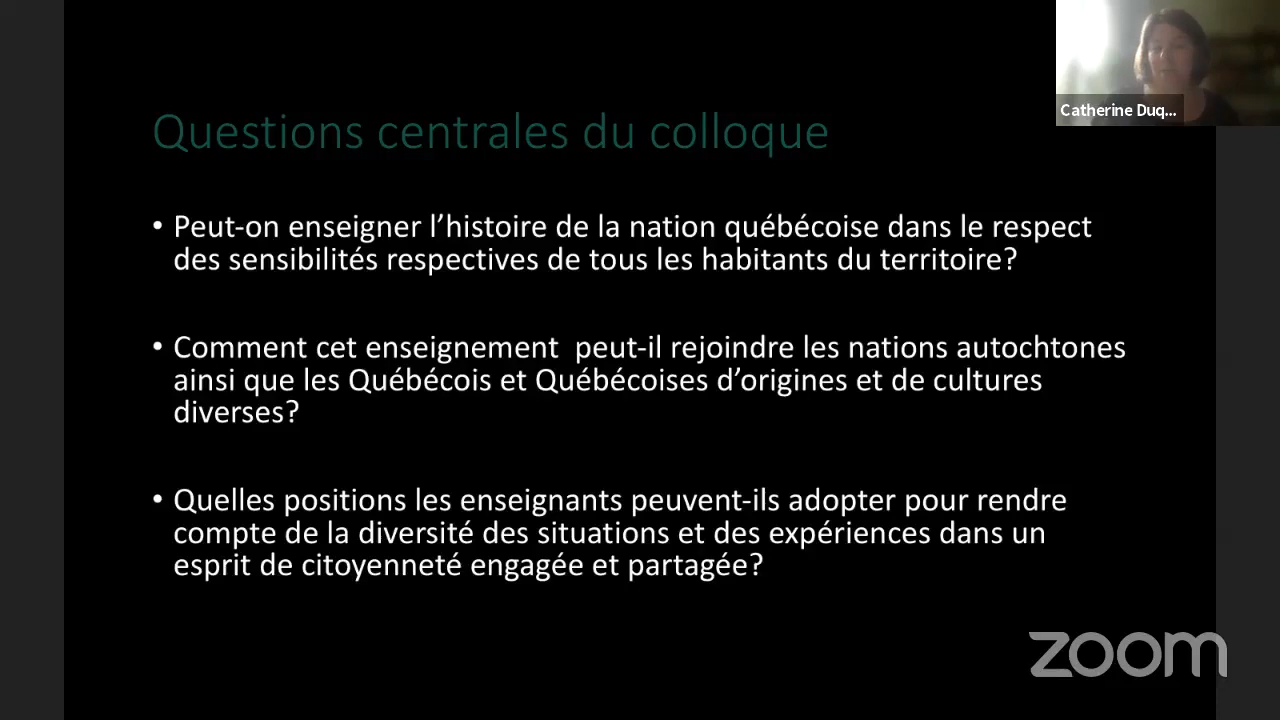 Catherine Duq...
Questions centrales du colloque
• Peut-on enseigner l’histoire de la nation québécoise dans le respect
des sensibilités respectives de tous les habitants du territoire?
• Comment cet enseignement  peut-il rejoindre les nations autochtones
ainsi que les Québécois et Québécoises d’origines et de cultures
diverses?
• Quelles positions les enseignants peuvent-ils adopter pour rendre
compte de la diversité des situations et des expériences dans un
esprit de citoyenneté engagée et partagée?
zoom